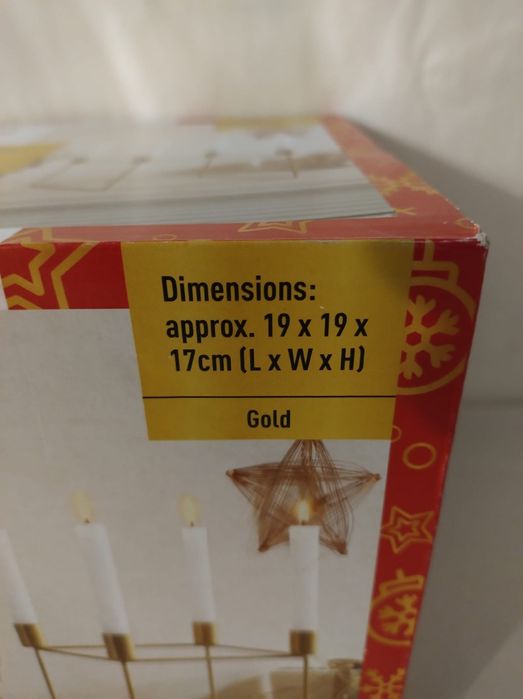 Dimensions:
approx. 19 x 19 x
17cm (L x W x H)
Gold